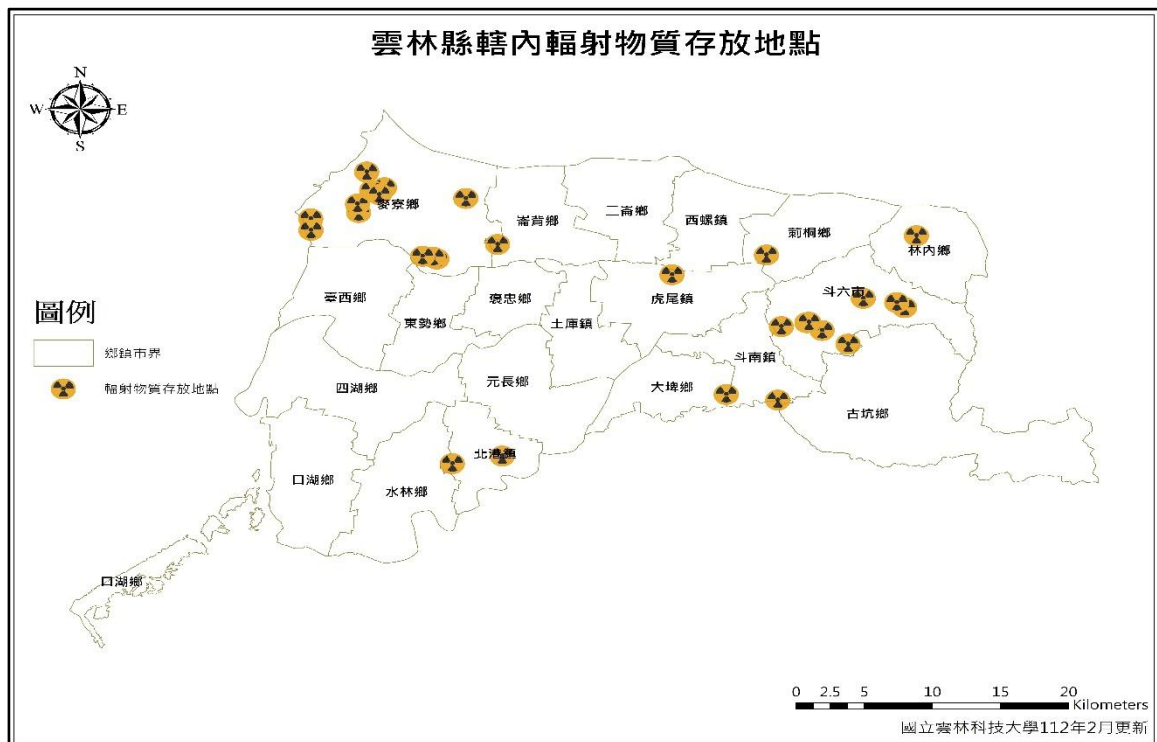 雲林縣轄內輻射物質存放地點
N
W E
S
麥寮鄉
崙背鄉
二崙鄉
西螺鎮
莿桐鄉
林內鄉
臺西鄉
東勢鄉
褒忠鄉
土庫鎮
虎尾鎮
斗六市
斗南鎮
四湖鄉
元長鄉
大埤鄉
古坑鄉
口湖鄉
水林鄉
北港鎮
口湖鄉
圖例
鄉鎮市界
輻射物質存放地點
0 2.5 5 10 15 20
Kilometers
國立雲林科技大學112年2月更新